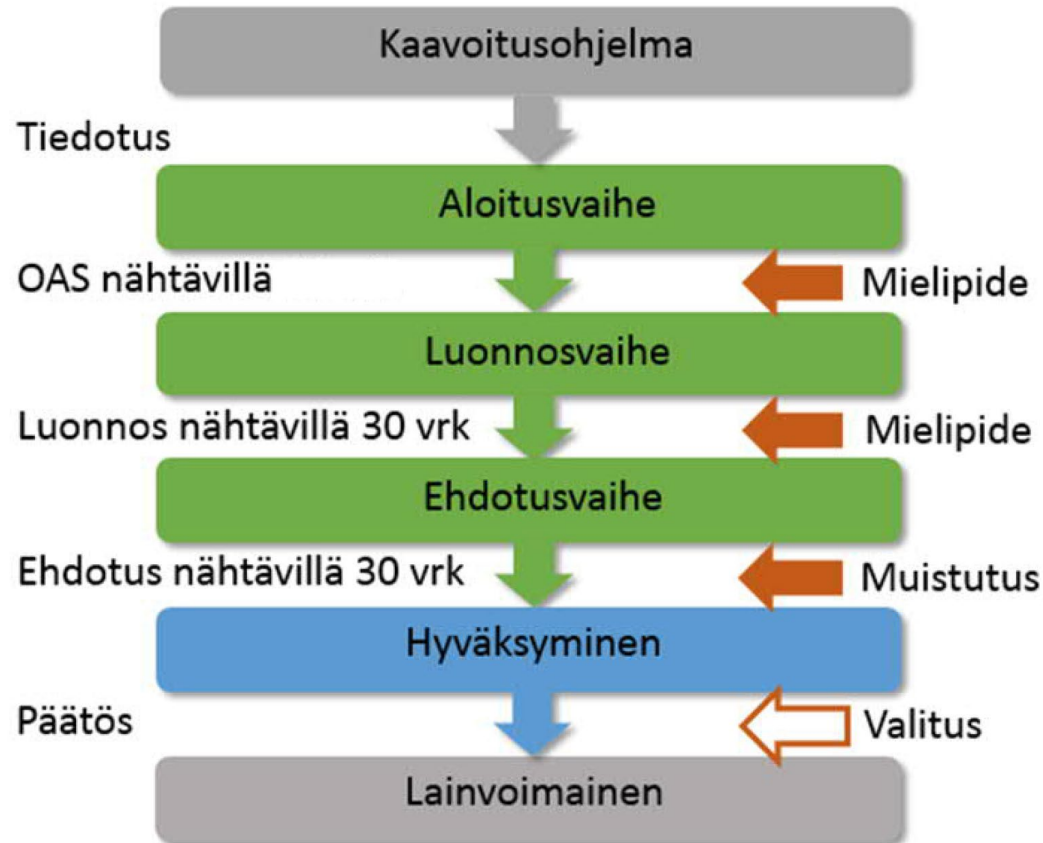 Kaavoitusohjelma
Tiedotus
Aloitusvaihe
OAS nähtävillä
Mielipide
Luonnosvaihe
Luonnos nähtävillä 30 vrk
Mielipide
Ehdotusvaihe
Ehdotus nähtävillä 30 vrk
Muistutus
Hyväksyminen
Päätös
Valitus
Lainvoimainen